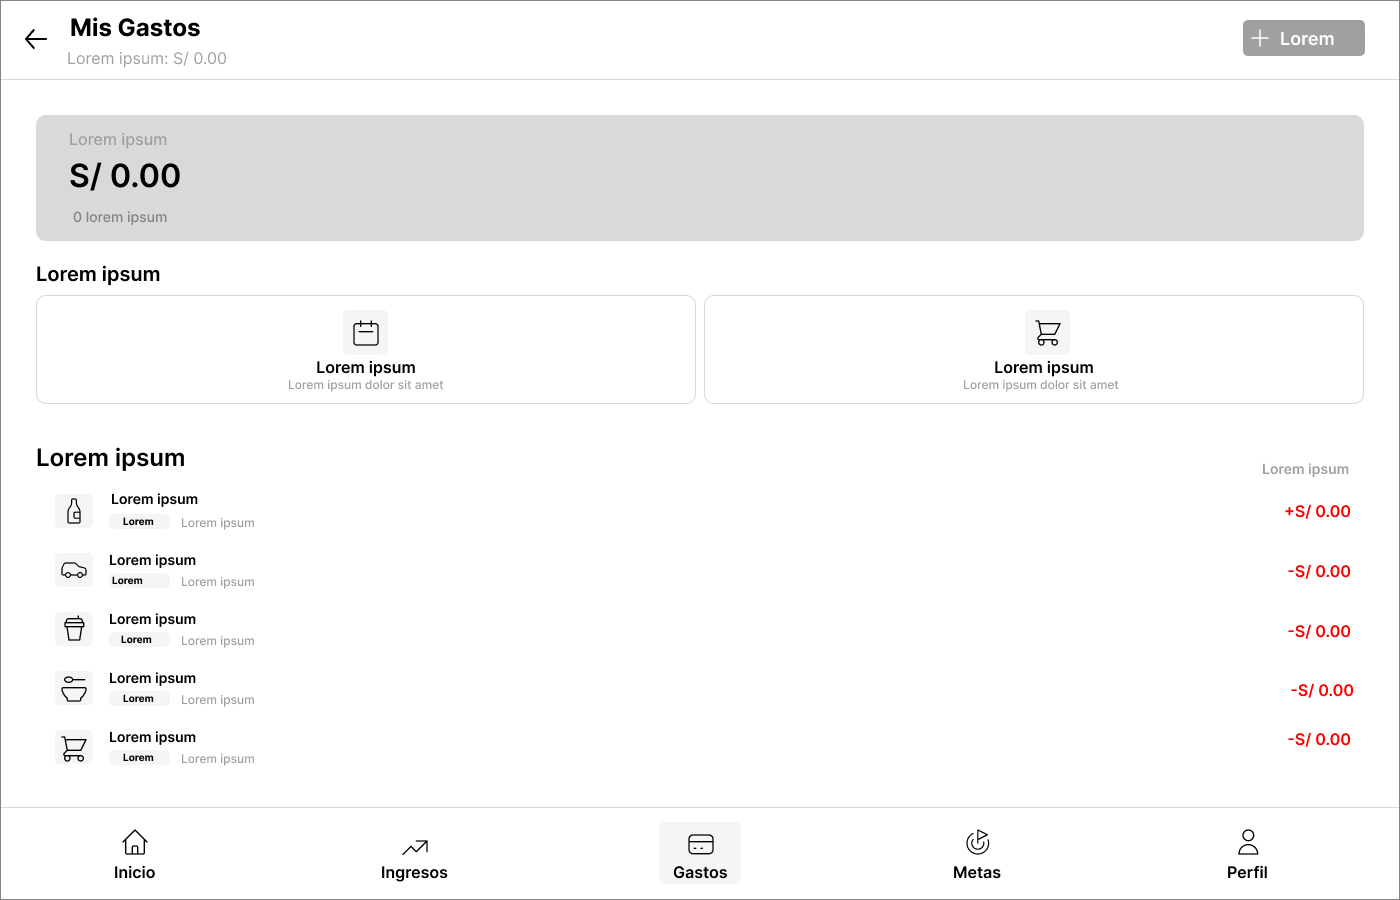 Mis Gastos
Lorem ipsum: S/ 0.00
Lorem
Lorem ipsum
S/ 0.00
0 lorem ipsum
Lorem ipsum
Lorem ipsum
Lorem ipsum dolor sit amet
Lorem ipsum
Lorem ipsum dolor sit amet
Lorem ipsum
Lorem ipsum
Lorem ipsum
Lorem Lorem ipsum
+S/ 0.00
Lorem ipsum
Lorem Lorem ipsum
-S/ 0.00
Lorem ipsum
Lorem Lorem ipsum
-S/ 0.00
Lorem ipsum
Lorem Lorem ipsum
-S/ 0.00
Lorem ipsum
Lorem Lorem ipsum
-S/ 0.00
Inicio
Ingresos
Gastos
Metas
Perfil